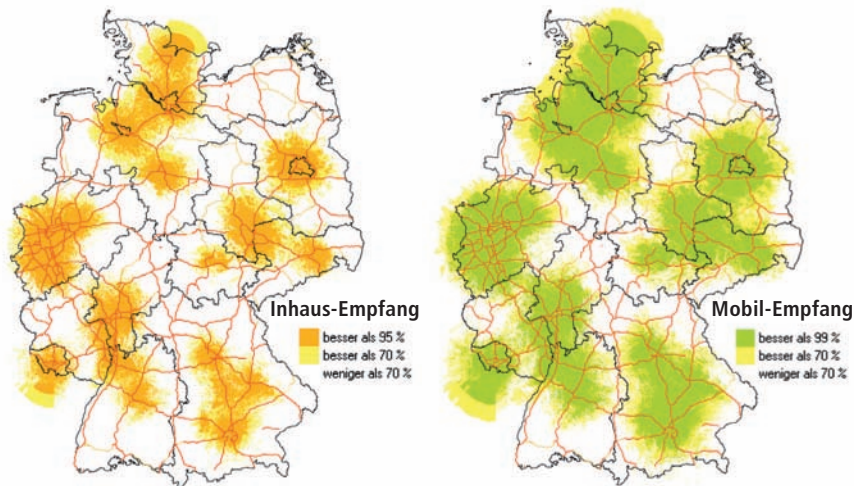 Inhaus-Empfang
besser als 95 %
besser als 70 %
weniger als 70 %
Mobil-Empfang
besser als 99 %
besser als 70 %
weniger als 70 %